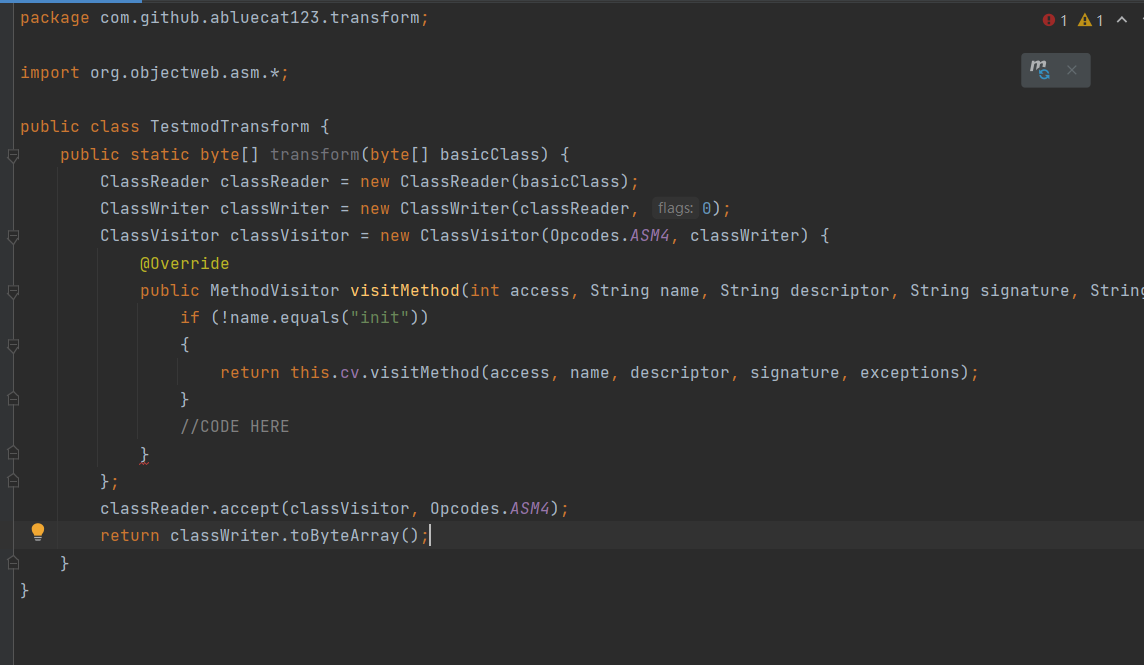 package com.github.abluecat123.transform;
1 1
import org.objectweb.asm.*;
m
public class TestmodTransform {
public static byte[] transform(byte[] basicClass) {
ClassReader classReader = new ClassReader(basicClass);
ClassWriter classWriter = new ClassWriter(classReader, flags: 0);
ClassVisitor classVisitor = new ClassVisitor(Opcodes.ASM4, classWriter) {
@Override
public MethodVisitor visitMethod(int access, String name, String descriptor, String signature, String
if (!name.equals("init"))
{
return this.cv.visitMethod(access, name, descriptor, signature, exceptions);
}
//CODE HERE
}
};
classReader.accept(classVisitor, Opcodes.ASM4);
return classWriter.toByteArray();
}
}